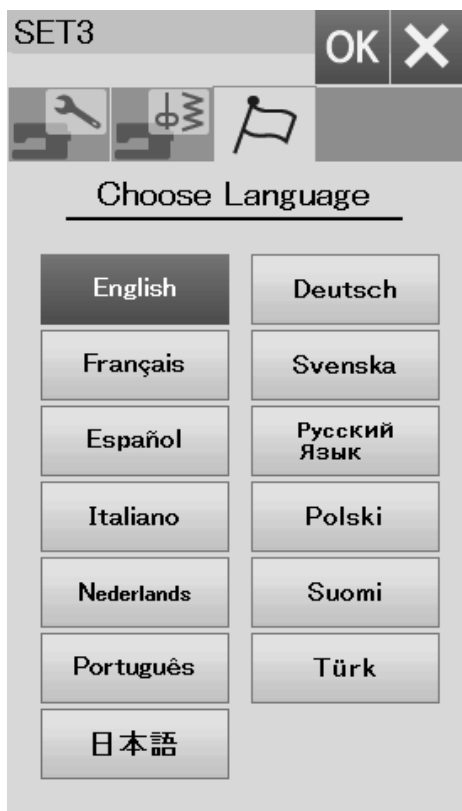 SET3
OK
Choose Language
English
Deutsch
Français
Svenska
Español
Русский
Язык
Italiano
Polski
Nederlands
Suomi
Português
Türk
日本語